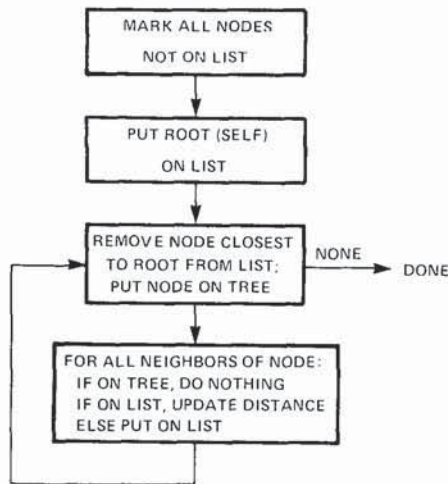 MARK ALL NODES
NOT ON LIST
PUT ROOT (SELF)
ON LIST
REMOVE NODE CLOSEST
TO ROOT FROM LIST;
PUT NODE ON TREE
NONE
DONE
FOR ALL NEIGHBORS OF NODE:
IF ON TREE, DO NOTHING
IF ON LIST, UPDATE DISTANCE
ELSE PUT ON LIST